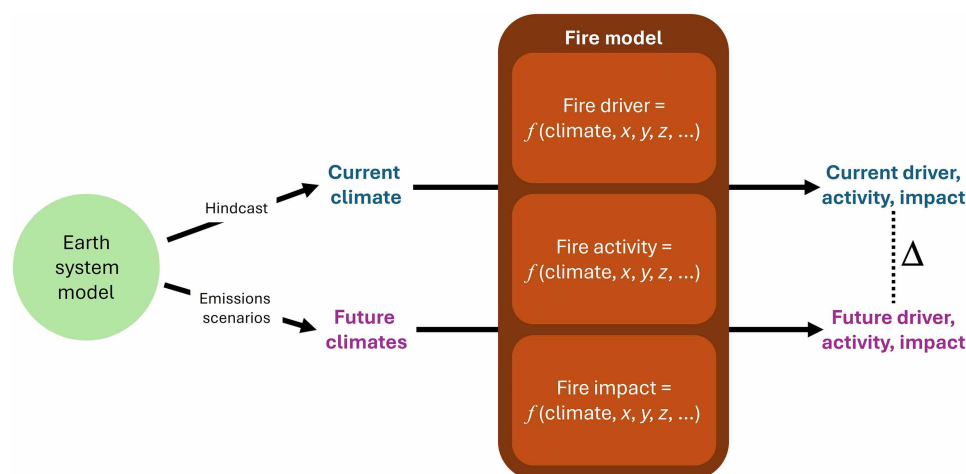 Fire model
Fire driver =
f (climate, x, y, z, ...)
Current
climate
Current driver,
activity, impact
Hindcast
Earth
system
model
Fire activity =
f (climate, x, y, z, ...)
Δ
Emissions
scenarios
Future
climates
Future driver,
activity, impact
Fire impact =
f (climate, x, y, z, ...)